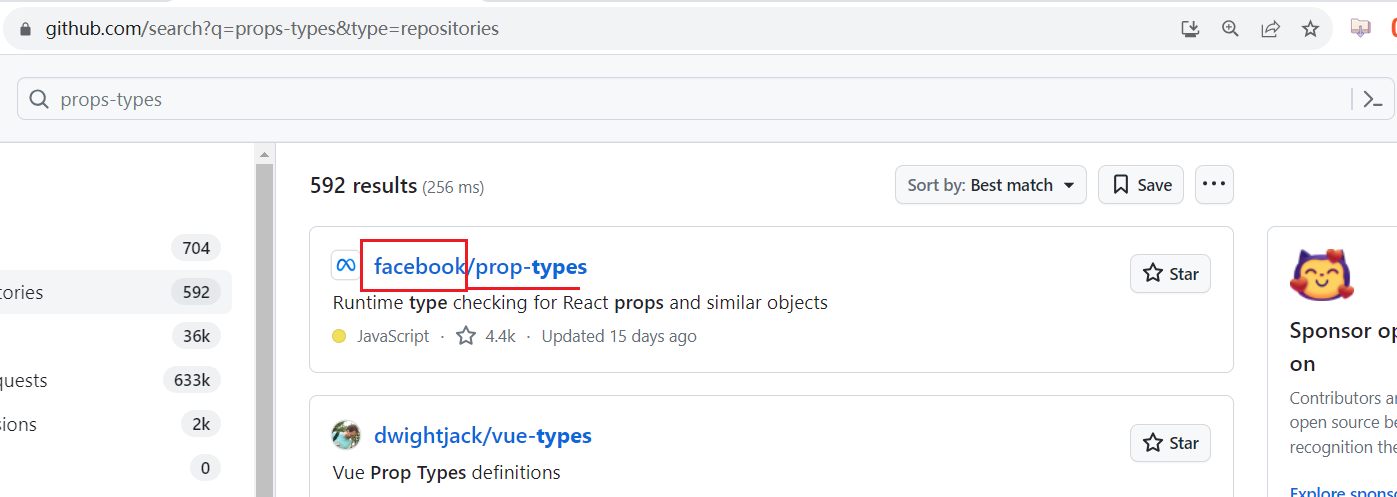 github.com/search?q=props-types&type=repositories
props-types
592 results (256 ms)
Sort by: Best match
Save
704
tories
592
36k
quests
633k
sions
2k
0
facebook/prop-types
Star
Runtime type checking for React props and similar objects
JavaScript · 4.4k · Updated 15 days ago
dwightjack/vue-types
Star
Vue Prop Types definitions
Sponsor op
on
Contributors ar
open source be
recognition the
Explore spons